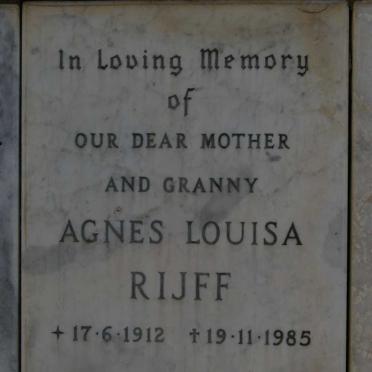 In Loving Memory
of
OUR DEAR MOTHER
AND GRANNY
AGNES LOUISA
RIJFF
+ 17·6·1912 †19·11·1985